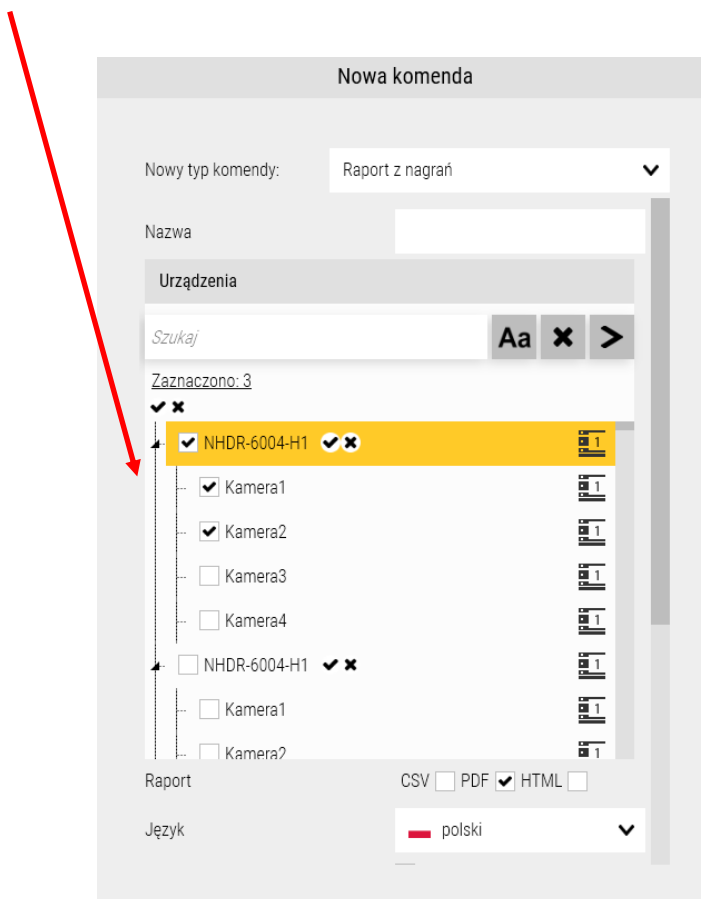 Nowa komenda
Nowy typ komendy: Raport z nagrań
Nazwa
Urządzenia
Szukaj Aa
Zaznaczono: 3
NHDR-6004-H1 1
Kamera1 1
Kamera2 1
Kamera3 1
Kamera4 1
NHDR-6004-H1 1
Kamera1 1
Kamera2 1
Raport CSV PDF HTML
Język polski